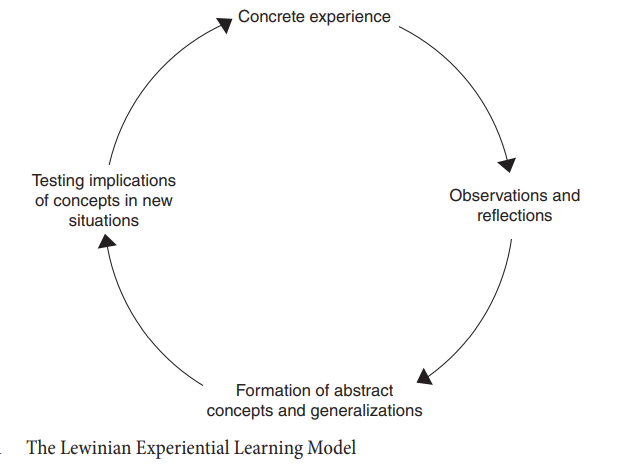 Concrete experience
Testing implications
of concepts in new
situations
Observations and
reflections
Formation of abstract
concepts and generalizations
The Lewinian Experiential Learning Model